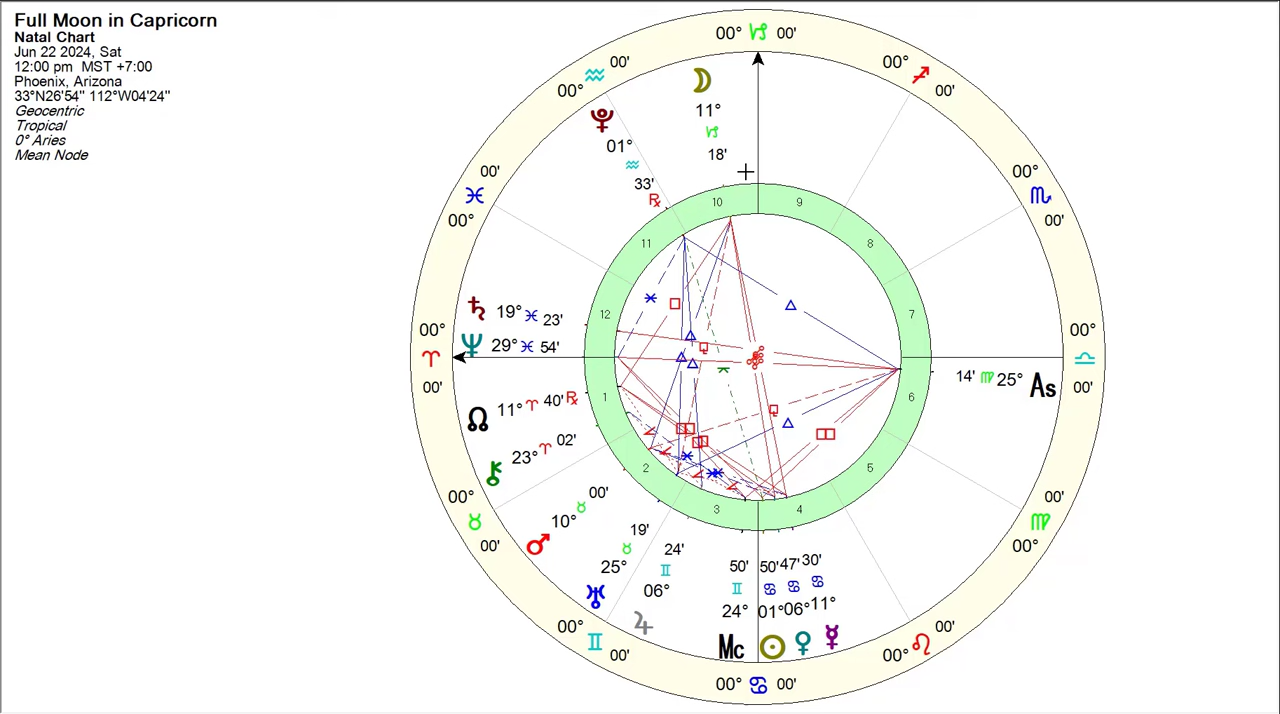 Full Moon in Capricorn
Natal Chart
Jun 22 2024, Sat
12:00 pm MST +7:00
Phoenix, Arizona
33°N26'54" 112°W04'24"
Geocentric
Tropical
0° Aries
Mean Node
00° ♑ 00'
00° ♐ 00'
00° ♒ 00'
☽
11°
♑
18'
♇
01°
♒
33'
℞
00' ♓ 00°
00° ♏ 00'
10 9
11 8
12 7
1 6
2 5
3 4
♄ 19° ♓ 23'
♆ 29° ♓ 54'
00° ♈ 00'
00° ♎ 00'
14' ♍ 25° As
☊ 11° ♈ 40' ℞
⚷ 23° ♈ 02'
00° ♉ 00'
00' ♍ 00°
♂ 10° ♉ 00'
♅ 25° ♉ 19'
♃ 06° ♊ 24'
Mc 24° ♊ 50'
☉ 01° ♋ 50'
♀ 06° ♋ 47'
☿ 11° ♋ 30'
00° ♊ 00'
00° ♌ 00'
00° ♋ 00'